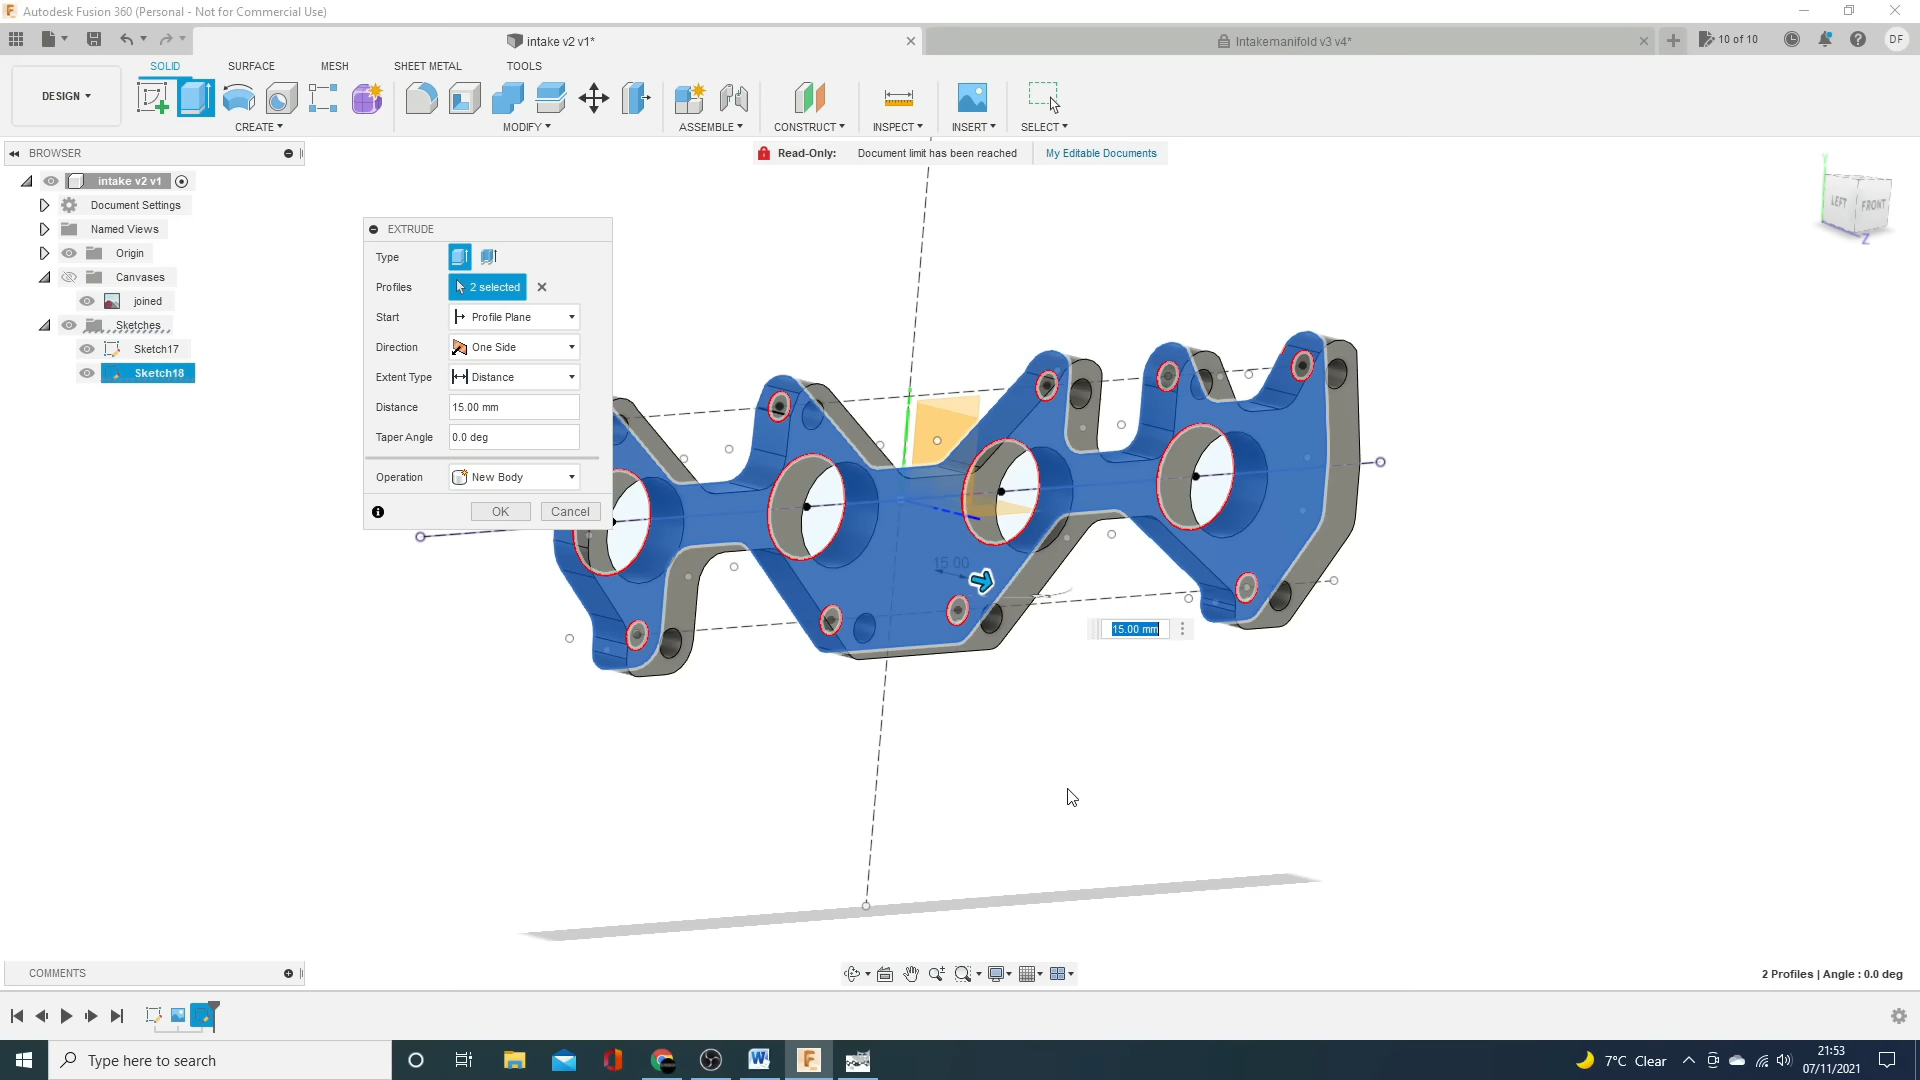 Autodesk Fusion 360 (Personal - Not for Commercial Use)
intake v2 v1*
Intakemanifold v3 v4*
10 of 10
DF
DESIGN
SOLID
SURFACE
MESH
SHEET METAL
TOOLS
CREATE
MODIFY
ASSEMBLE
CONSTRUCT
INSPECT
INSERT
SELECT
BROWSER
Read-Only: Document limit has been reached My Editable Documents
intake v2 v1
Document Settings
Named Views
Origin
Canvases
joined
Sketches
Sketch17
Sketch18
EXTRUDE
Type
Profiles 2 selected
Start Profile Plane
Direction One Side
Extent Type Distance
Distance 15.00 mm
Taper Angle 0.0 deg
Operation New Body
OK Cancel
LEFT FRONT
Y
Z
15.00
15.00 mm
COMMENTS
2 Profiles | Angle : 0.0 deg
Type here to search
7°C Clear
21:53
07/11/2021